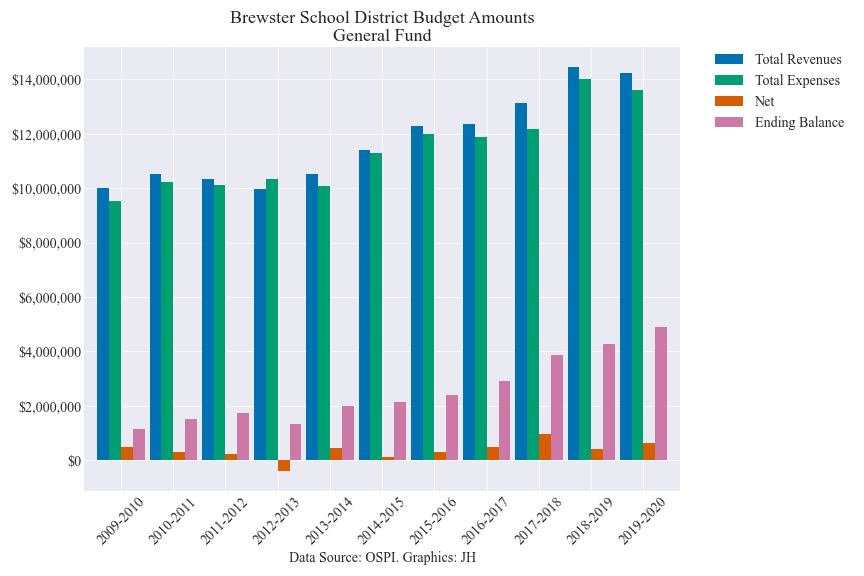 Brewster School District Budget Amounts
General Fund
Total Revenues
Total Expenses
Net
Ending Balance
$14,000,000
$12,000,000
$10,000,000
$8,000,000
$6,000,000
$4,000,000
$2,000,000
$0
2009-2010
2010-2011
2011-2012
2012-2013
2013-2014
2014-2015
2015-2016
2016-2017
2017-2018
2018-2019
2019-2020
Data Source: OSPI. Graphics: JH